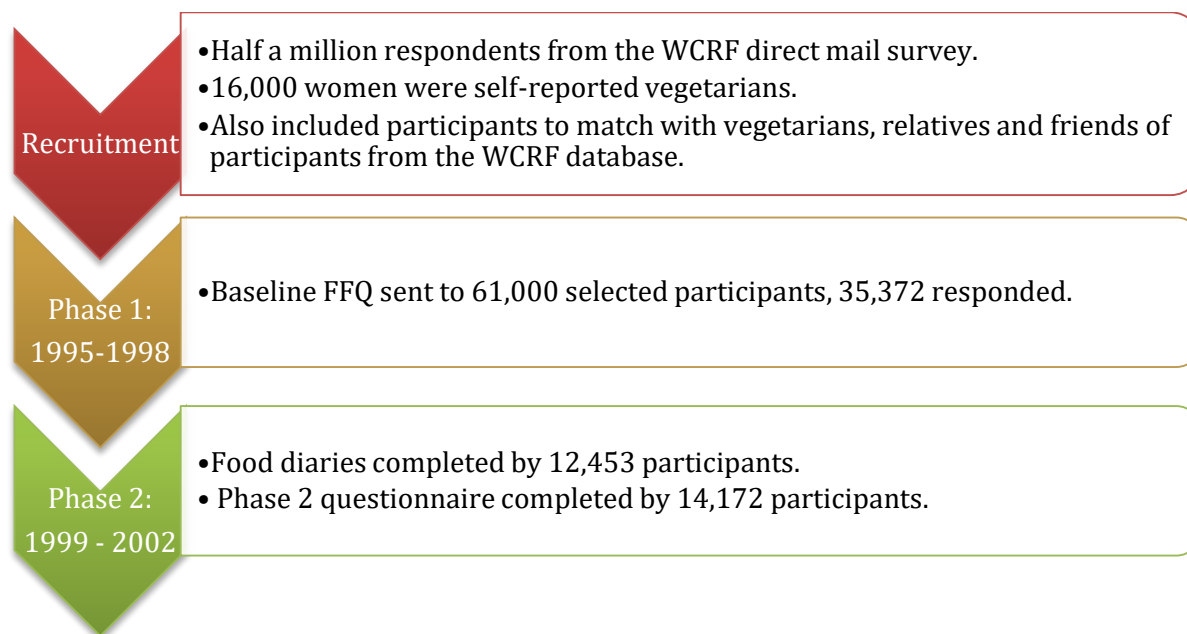 Recruitment
•Half a million respondents from the WCRF direct mail survey.
•16,000 women were self-reported vegetarians.
•Also included participants to match with vegetarians, relatives and friends of
participants from the WCRF database.
Phase 1:
1995-1998
•Baseline FFQ sent to 61,000 selected participants, 35,372 responded.
Phase 2:
1999 - 2002
•Food diaries completed by 12,453 participants.
• Phase 2 questionnaire completed by 14,172 participants.